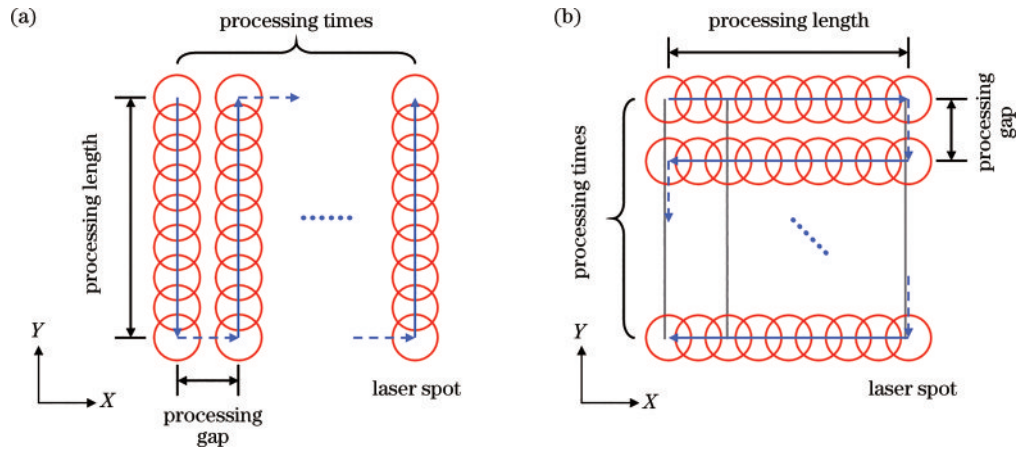 (a)
processing times
processing length
Y
X
processing
gap
laser spot
(b)
processing length
processing times
processing
gap
Y
X
laser spot